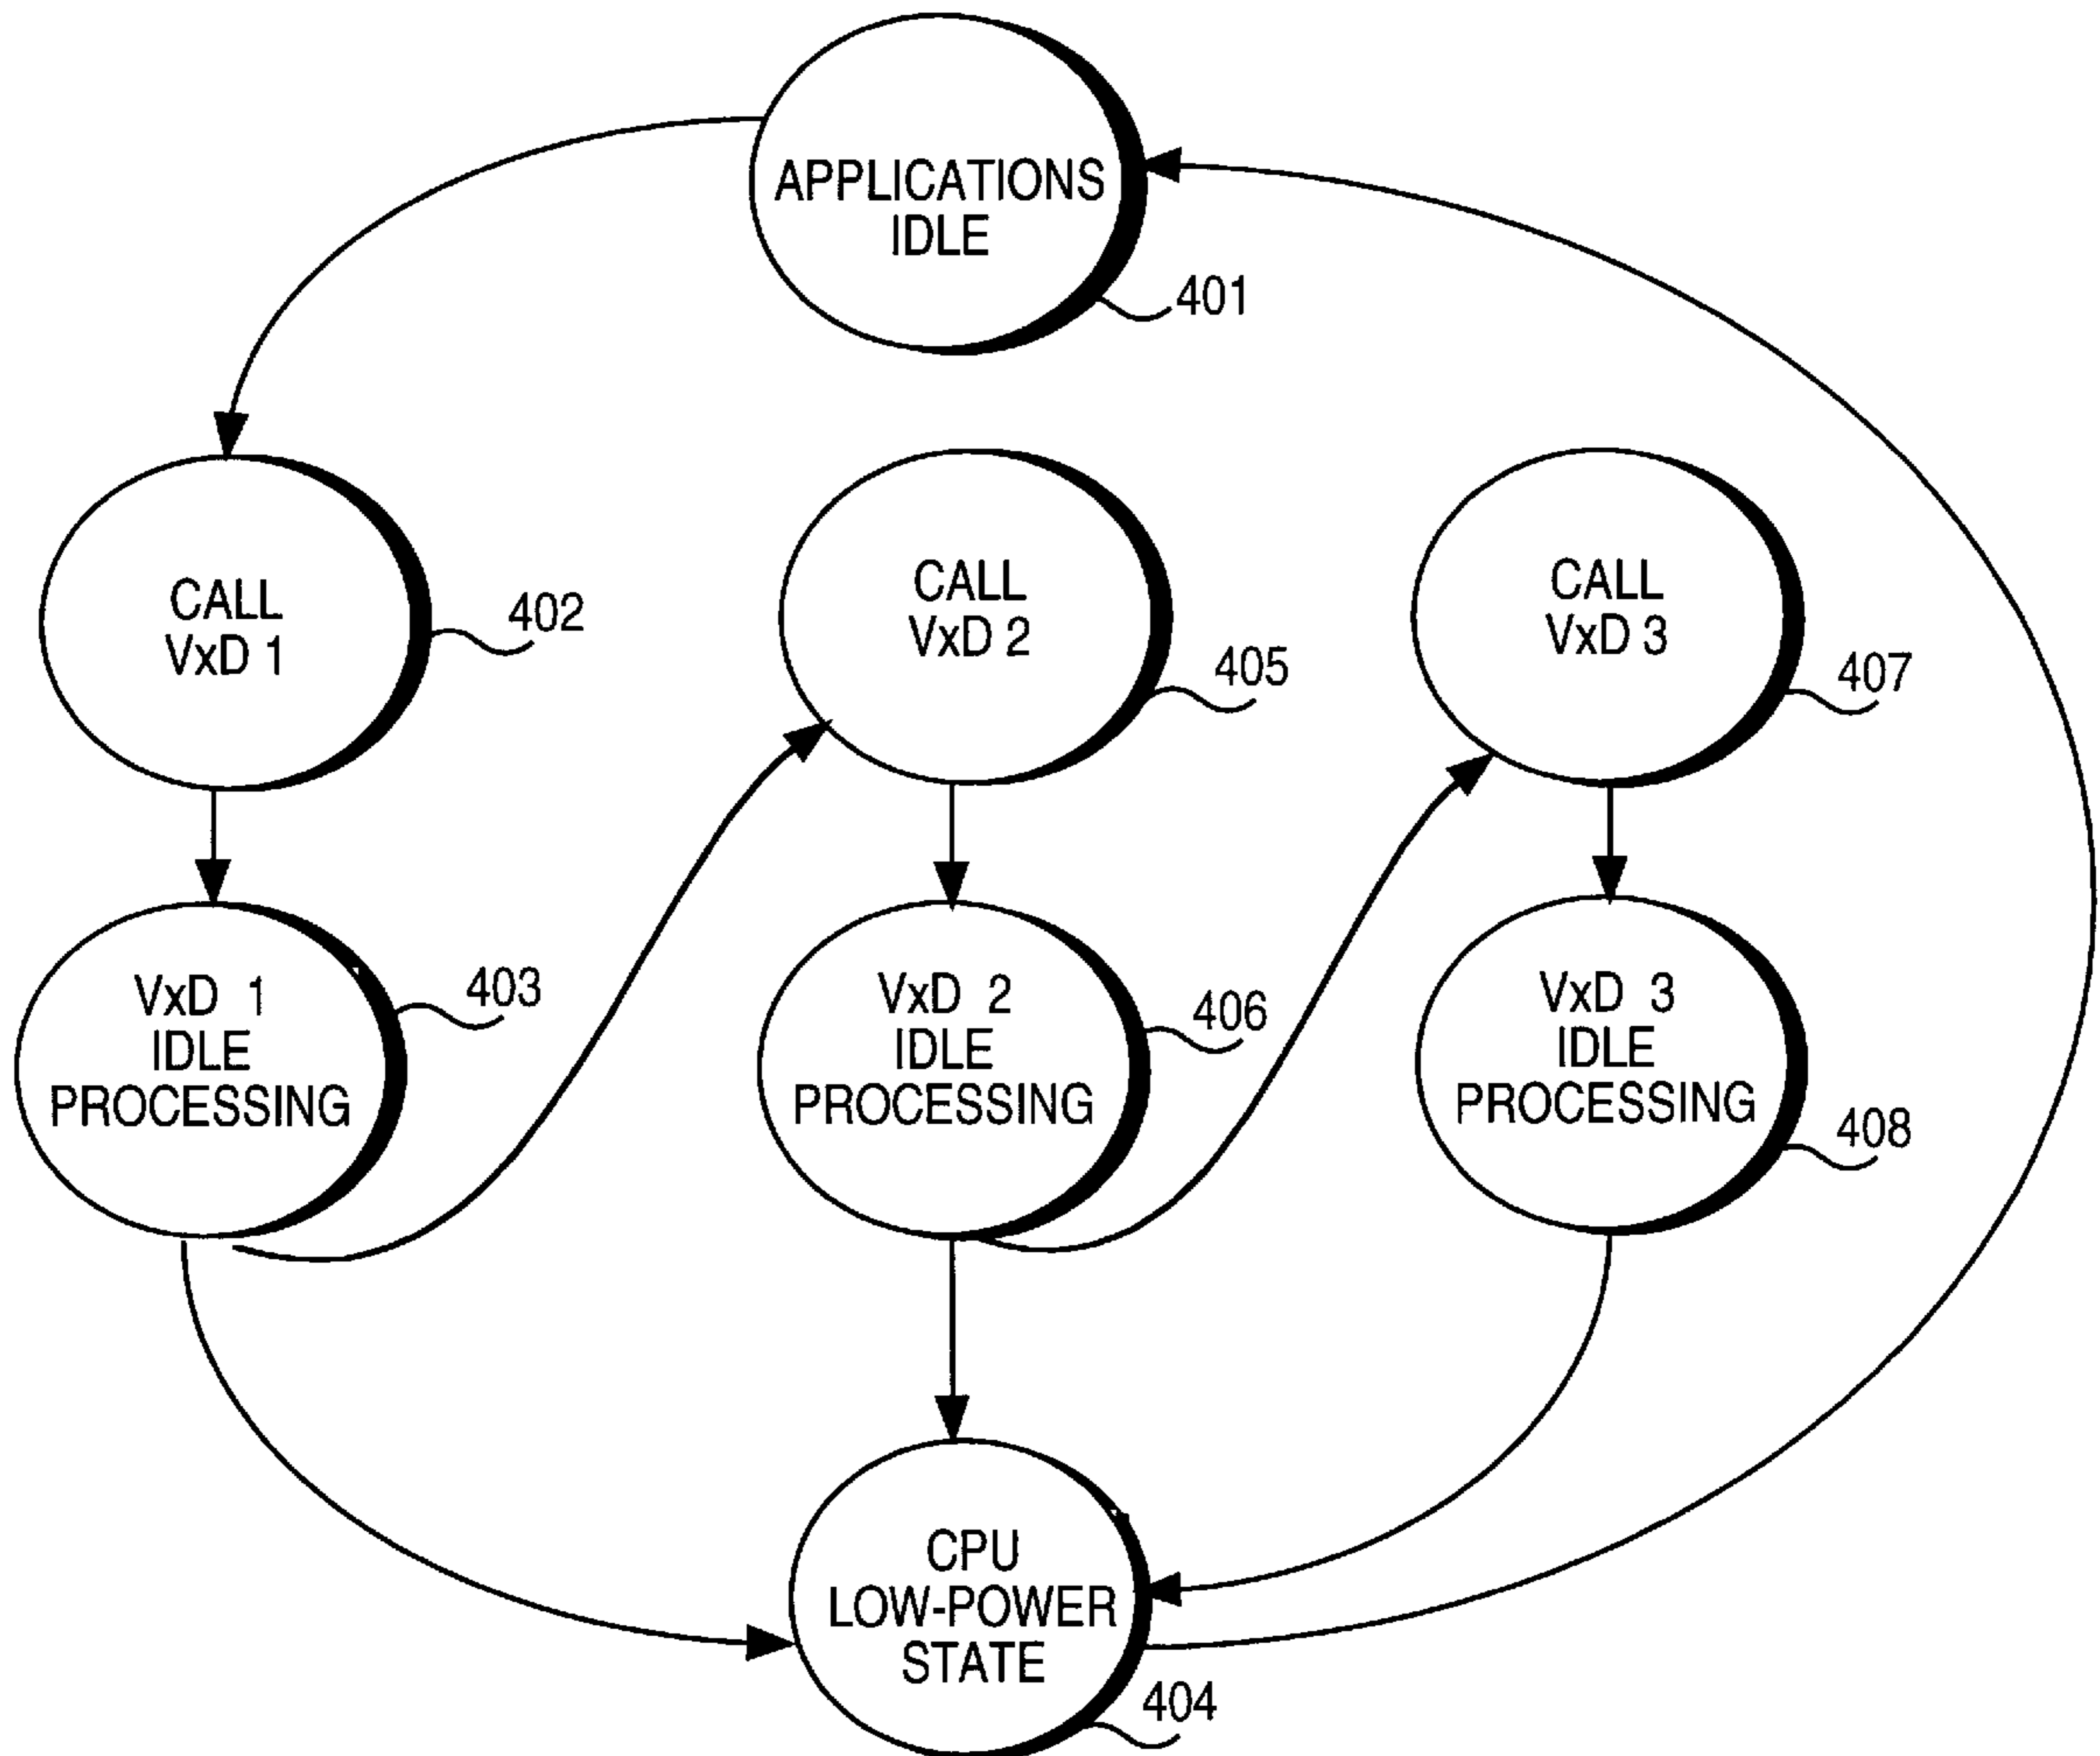 APPLICATIONS
IDLE
401
CALL
VxD 1
402
CALL
VxD 2
405
CALL
VxD 3
407
VxD 1
IDLE
PROCESSING
403
VxD 2
IDLE
PROCESSING
406
VxD 3
IDLE
PROCESSING
408
CPU
LOW-POWER
STATE
404